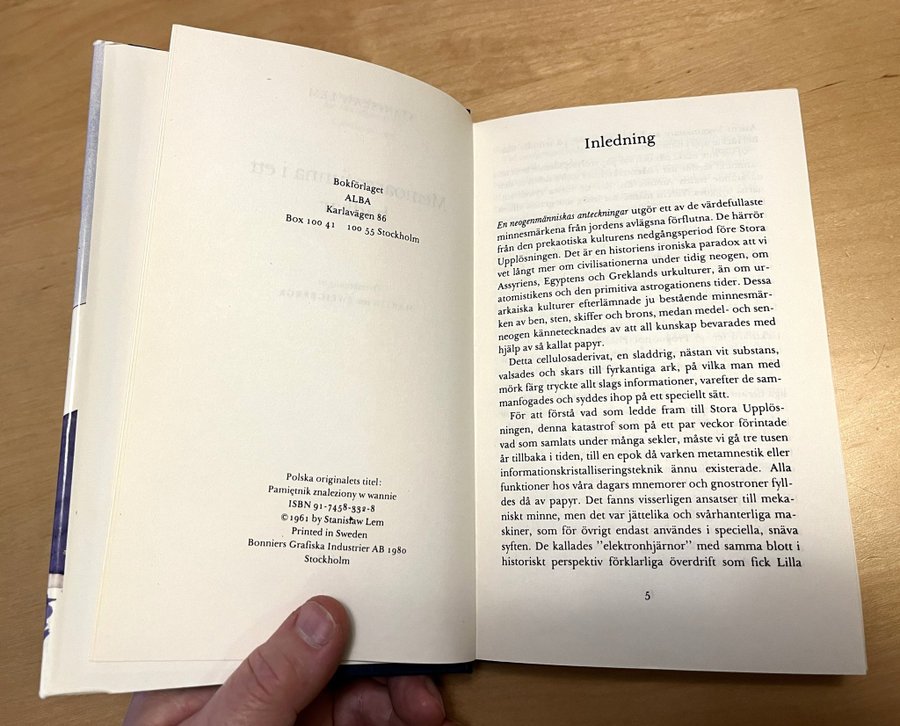 Bokförlaget
ALBA
Karlavägen 86
Box 100 41 100 55 Stockholm
Polska originalets titel:
Pamiętnik znaleziony w wannie
ISBN 91-7458-332-8
©1961 by Stanisław Lem
Printed in Sweden
Bonniers Grafiska Industrier AB 1980
Stockholm
Inledning
En neogenmänniskas anteckningar utgör ett av de värdefullaste
minnesmärkena från jordens avlägsna förflutna. De härrör
från den prekaotiska kulturens nedgångsperiod före Stora
Upplösningen. Det är en historiens ironiska paradox att vi
vet långt mer om civilisationerna under tidig neogen, om
Assyriens, Egyptens och Greklands urkulturer, än om ur-
atomistikens och den primitiva astrogationens tider. Dessa
arkaiska kulturer efterlämnade ju bestående minnesmär-
ken av ben, sten, skiffer och brons, medan medel- och sen-
neogen kännetecknades av att all kunskap bevarades med
hjälp av så kallat papyr.
Detta cellulosaderivat, en sladdrig, nästan vit substans,
valsades och skars till fyrkantiga ark, på vilka man med
mörk färg tryckte allt slags informationer, varefter de sam-
manfogades och syddes ihop på ett speciellt sätt.
För att förstå vad som ledde fram till Stora Upplös-
ningen, denna katastrof som på ett par veckor förintade
vad som samlats under många sekler, måste vi gå tre tusen
år tillbaka i tiden, till en epok då varken metamnestik eller
informationskristalliseringsteknik ännu existerade. Alla
funktioner hos våra dagars mnemorer och gnostroner fyll-
des då av papyr. Det fanns visserligen ansatser till meka-
niskt minne, men det var jättelika och svårhanterliga ma-
skiner, som för övrigt endast användes i speciella, snäva
syften. De kallades ”elektronhjärnor” med samma blott i
historiskt perspektiv förklarliga överdrift som fick Lilla
5